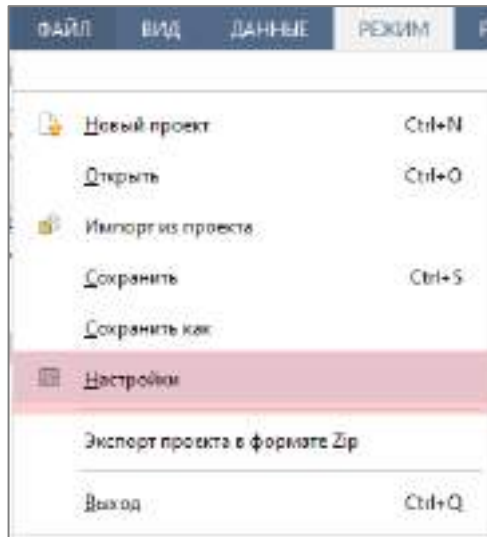 ФАЙЛ ВИД ДАННЫЕ РЕЖИМ
Новый проект Ctrl+N
Открыть Ctrl+O
Импорт из проекта
Сохранить Ctrl+S
Сохранить как
Настройки
Экспорт проекта в формате Zip
Выход Ctrl+Q